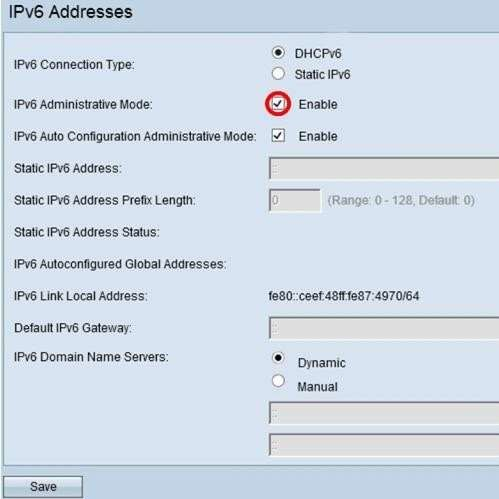 IPv6 Addresses
IPv6 Connection Type:
DHCPv6
Static IPv6
IPv6 Administrative Mode:
Enable
IPv6 Auto Configuration Administrative Mode:
Enable
Static IPv6 Address:
::
Static IPv6 Address Prefix Length:
0
(Range: 0 - 128, Default: 0)
Static IPv6 Address Status:
IPv6 Autoconfigured Global Addresses:
IPv6 Link Local Address:
fe80::ceef:48ff:fe87:4970/64
Default IPv6 Gateway:
::
IPv6 Domain Name Servers:
Dynamic
Manual
::
::
Save